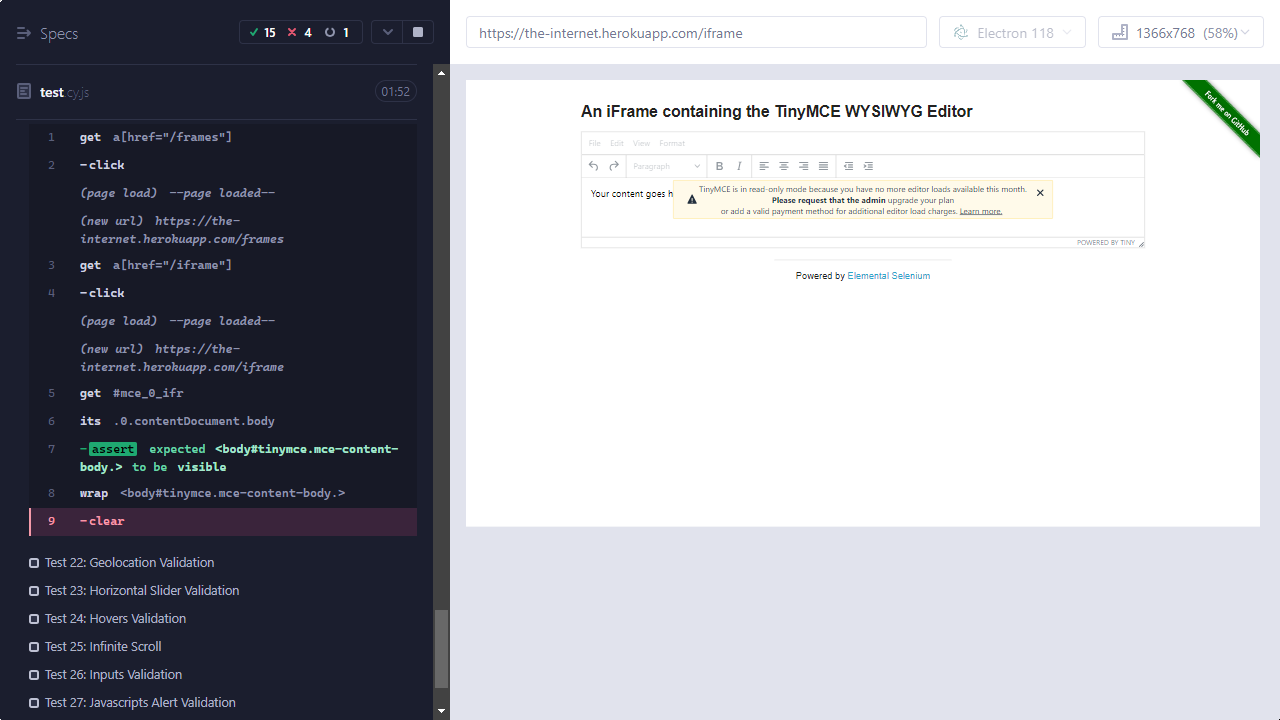 Specs
15
4
1
test.cy.js
01:52
1 get a[href="/frames"]
2 -click
(page load) --page loaded--
(new url) https://the-
internet.herokuapp.com/frames
3 get a[href="/iframe"]
4 -click
(page load) --page loaded--
(new url) https://the-
internet.herokuapp.com/iframe
5 get #mce_0_ifr
6 its .0.contentDocument.body
7 -assert expected <body#tinymce.mce-content-
body.> to be visible
8 wrap <body#tinymce.mce-content-body.>
9 -clear
Test 22: Geolocation Validation
Test 23: Horizontal Slider Validation
Test 24: Hovers Validation
Test 25: Infinite Scroll
Test 26: Inputs Validation
Test 27: Javascripts Alert Validation
https://the-internet.herokuapp.com/iframe
Electron 118
1366x768 (58%)
Fork me on GitHub
An iFrame containing the TinyMCE WYSIWYG Editor
File Edit View Format
Paragraph
B I
Your content goes h
TinyMCE is in read-only mode because you have no more editor loads available this month.
Please request that the admin upgrade your plan
or add a valid payment method for additional editor load charges. Learn more.
POWERED BY TINY
Powered by Elemental Selenium